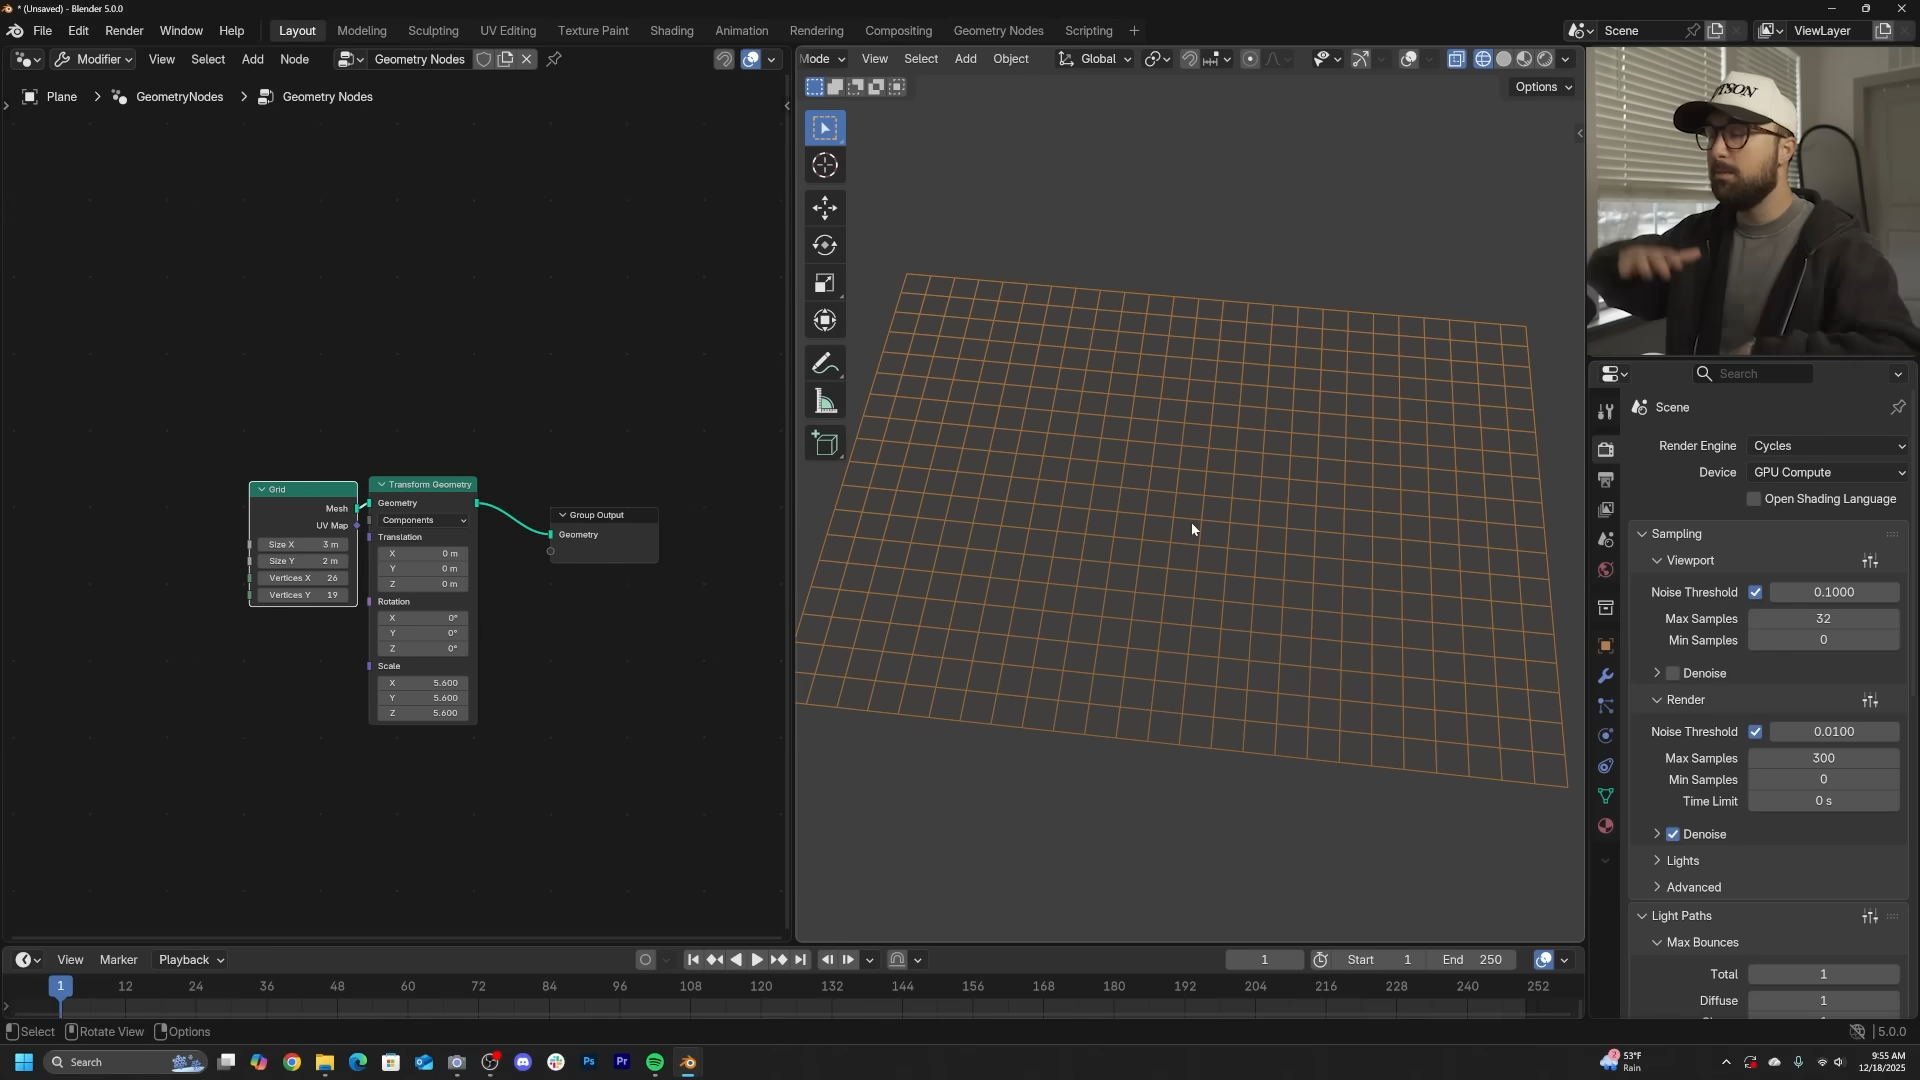 * (Unsaved) - Blender 5.0.0
File Edit Render Window Help Layout Modeling Sculpting UV Editing Texture Paint Shading Animation Rendering Compositing Geometry Nodes Scripting + Scene ViewLayer
Modifier View Select Add Node Geometry Nodes
Mode View Select Add Object Global
Options
Plane > GeometryNodes > Geometry Nodes
Grid
Mesh
UV Map
Size X 3 m
Size Y 2 m
Vertices X 26
Vertices Y 19
Transform Geometry
Geometry
Components
Translation
X 0 m
Y 0 m
Z 0 m
Rotation
X 0°
Y 0°
Z 0°
Scale
X 5.600
Y 5.600
Z 5.600
Group Output
Geometry
Search
Scene
Render Engine Cycles
Device GPU Compute
Open Shading Language
Sampling
Viewport
Noise Threshold 0.1000
Max Samples 32
Min Samples 0
Denoise
Render
Noise Threshold 0.0100
Max Samples 300
Min Samples 0
Time Limit 0 s
Denoise
Lights
Advanced
Light Paths
Max Bounces
Total 1
Diffuse 1
View Marker Playback 1 Start 1 End 250
1 12 24 36 48 60 72 84 96 108 120 132 144 156 168 180 192 204 216 228 240 252
Select Rotate View Options 5.0.0
Search Ps Pr 2 53°F
Rain
9:55 AM
12/18/2025